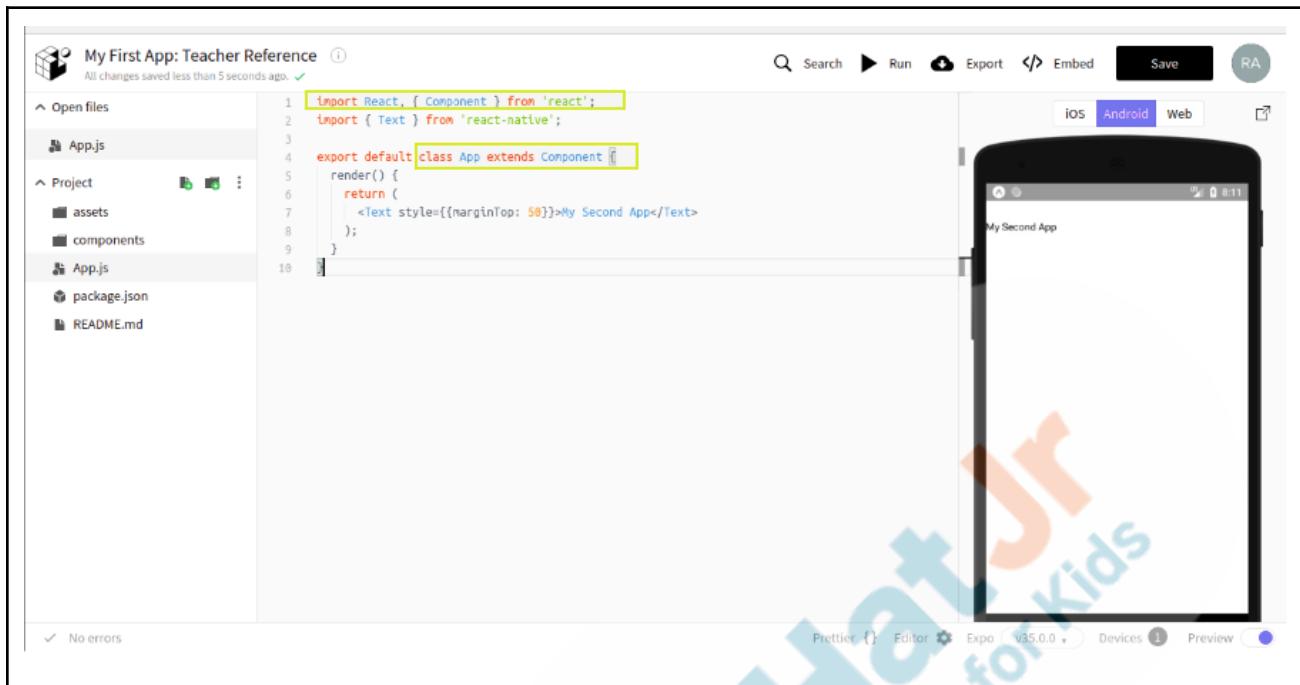 My First App: Teacher Reference
All changes saved less than 5 seconds ago.
Search Run Export </> Embed Save RA
Open files
App.js
Project
assets
components
App.js
package.json
README.md
1 import React, { Component } from 'react';
2 import { Text } from 'react-native';
3
4 export default class App extends Component {
5 render() {
6 return (
7 <Text style={{marginTop: 50}}>My Second App</Text>
8 );
9 }
10 }
iOS Android Web
8:11
My Second App
No errors
Prettier {} Editor Expo v35.0.0 Devices 1 Preview
Hat Jr
for Kids